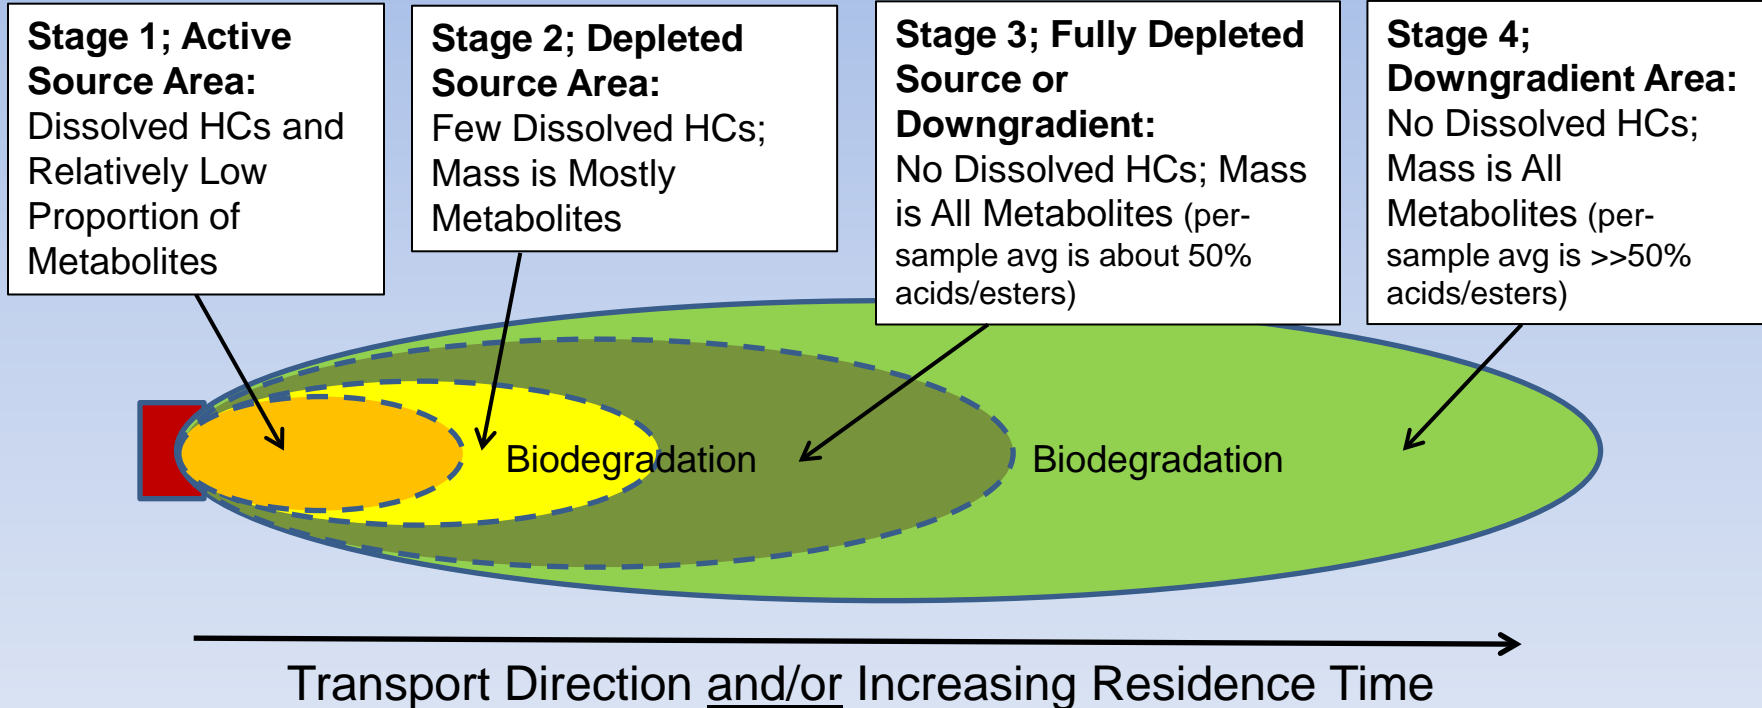 Stage 1; Active
Source Area:
Dissolved HCs and
Relatively Low
Proportion of
Metabolites
Stage 2; Depleted
Source Area:
Few Dissolved HCs;
Mass is Mostly
Metabolites
Stage 3; Fully Depleted
Source or
Downgradient:
No Dissolved HCs; Mass
is All Metabolites (per-
sample avg is about 50%
acids/esters)
Stage 4;
Downgradient Area:
No Dissolved HCs;
Mass is All
Metabolites (per-
sample avg is >>50%
acids/esters)
Biodegradation
Biodegradation
Transport Direction and/or Increasing Residence Time